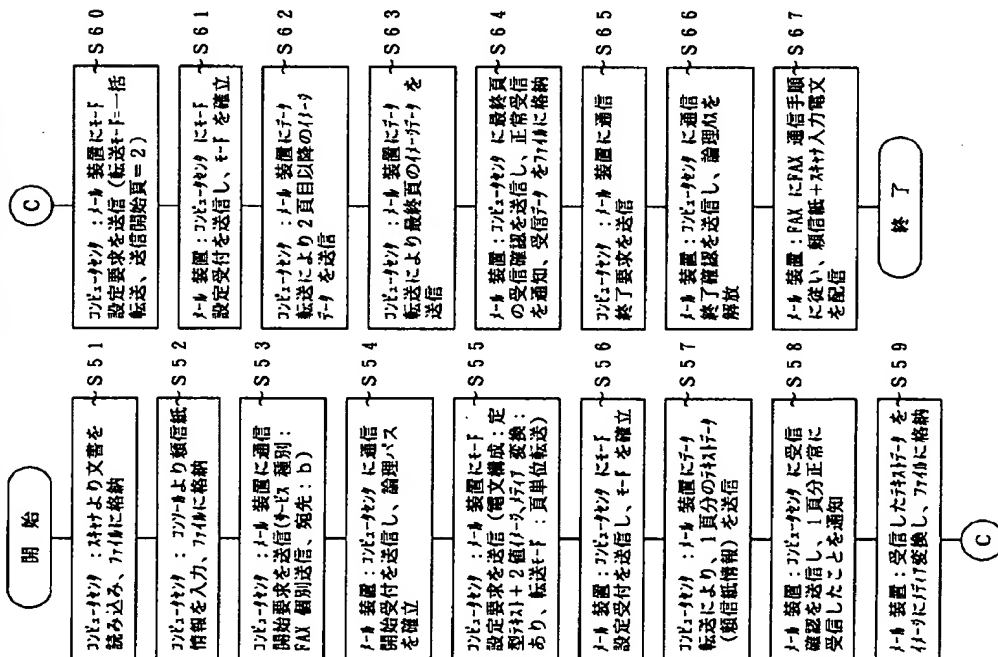 開 始
コンピュータセンタ : スキャナより文書を
読み込み、ファイルに格納
~S51
コンピュータセンタ : コンソールより頼信紙
情報を入力、ファイルに格納
~S52
コンピュータセンタ : メール 装置に通信
開始要求を送信(サービス 種別:
FAX 個別送信、宛先:b)
~S53
メール 装置:コンピュータセンタ に通信
開始受付を送信し、論理パス
を確立
~S54
コンピュータセンタ : メール 装置にモード
設定要求を送信(電文構成:定
型テキスト+2値イメージ、メディア 変換:
あり、転送モード:頁単位転送)
~S55
メール 装置:コンピュータセンタ にモード
設定受付を送信し、モード を確立
~S56
コンピュータセンタ :メール 装置にデータ
転送により、1頁分のテキストデータ
(頼信紙情報)を送信
~S57
メール 装置:コンピュータセンタ に受信
確認を送信し、1頁分正常に
受信したことを通知
~S58
メール 装置:受信したテキストデータ を
イメージにメディア変換し、ファイルに格納
~S59
C
C
コンピュータセンタ :メール 装置にモード
設定要求を送信(転送モード=一括
転送、送信開始頁=2)
~S60
メール 装置:コンピュータセンタ にモード
設定受付を送信し、モード を確立
~S61
コンピュータセンタ :メール 装置にデータ
転送により2頁目以降のイメージ
データ を送信
~S62
コンピュータセンタ :メール 装置にデータ
転送により最終頁のイメージデータ を
送信
~S63
メール 装置:コンピュータセンタ に最終頁
の受信確認を送信し、正常受信
を通知、受信データ をファイルに格納
~S64
コンピュータセンタ :メール 装置に通信
終了要求を送信
~S65
メール 装置:コンピュータセンタ に通信
終了確認を送信し、論理パスを
解放
~S66
メール 装置:FAX にFAX 通信手順
に従い、頼信紙+スキャナ入力電文
を配信
~S67
終 了